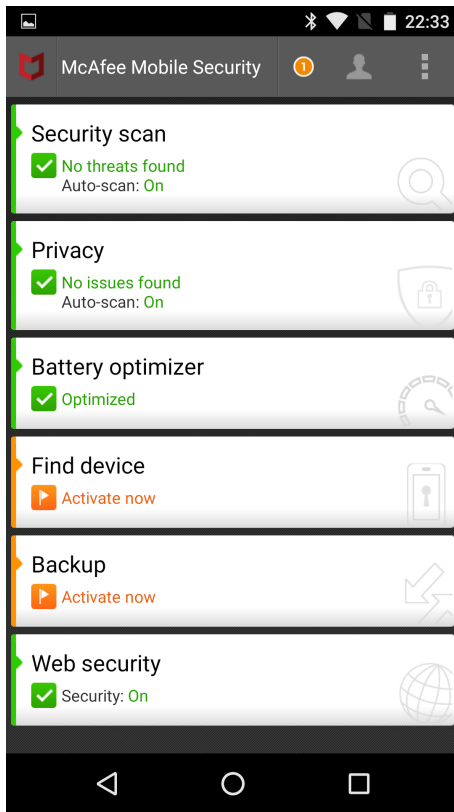 22:33
McAfee Mobile Security
1
Security scan
No threats found
Auto-scan: On
Privacy
No issues found
Auto-scan: On
Battery optimizer
Optimized
Find device
Activate now
Backup
Activate now
Web security
Security: On